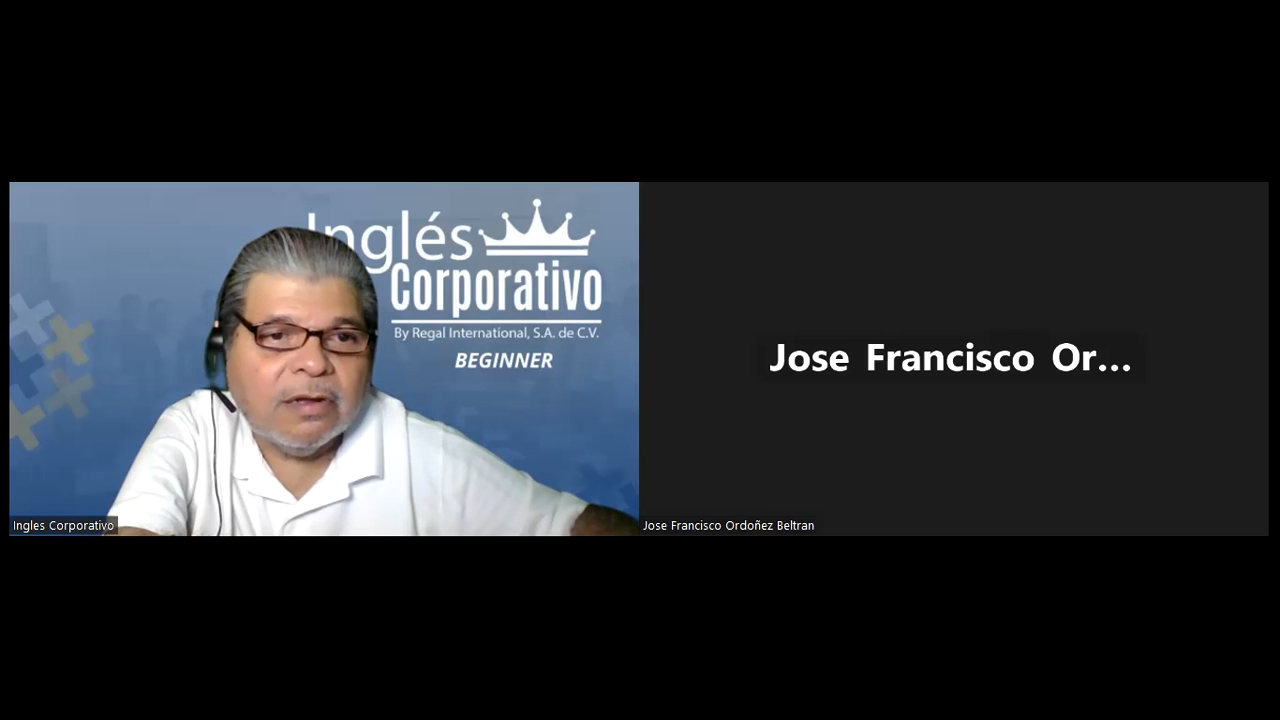 Inglés
Corporativo
By Regal International, S.A. de C.V.
BEGINNER
Ingles Corporativo
Jose Francisco Or...
Jose Francisco Ordoñez Beltran